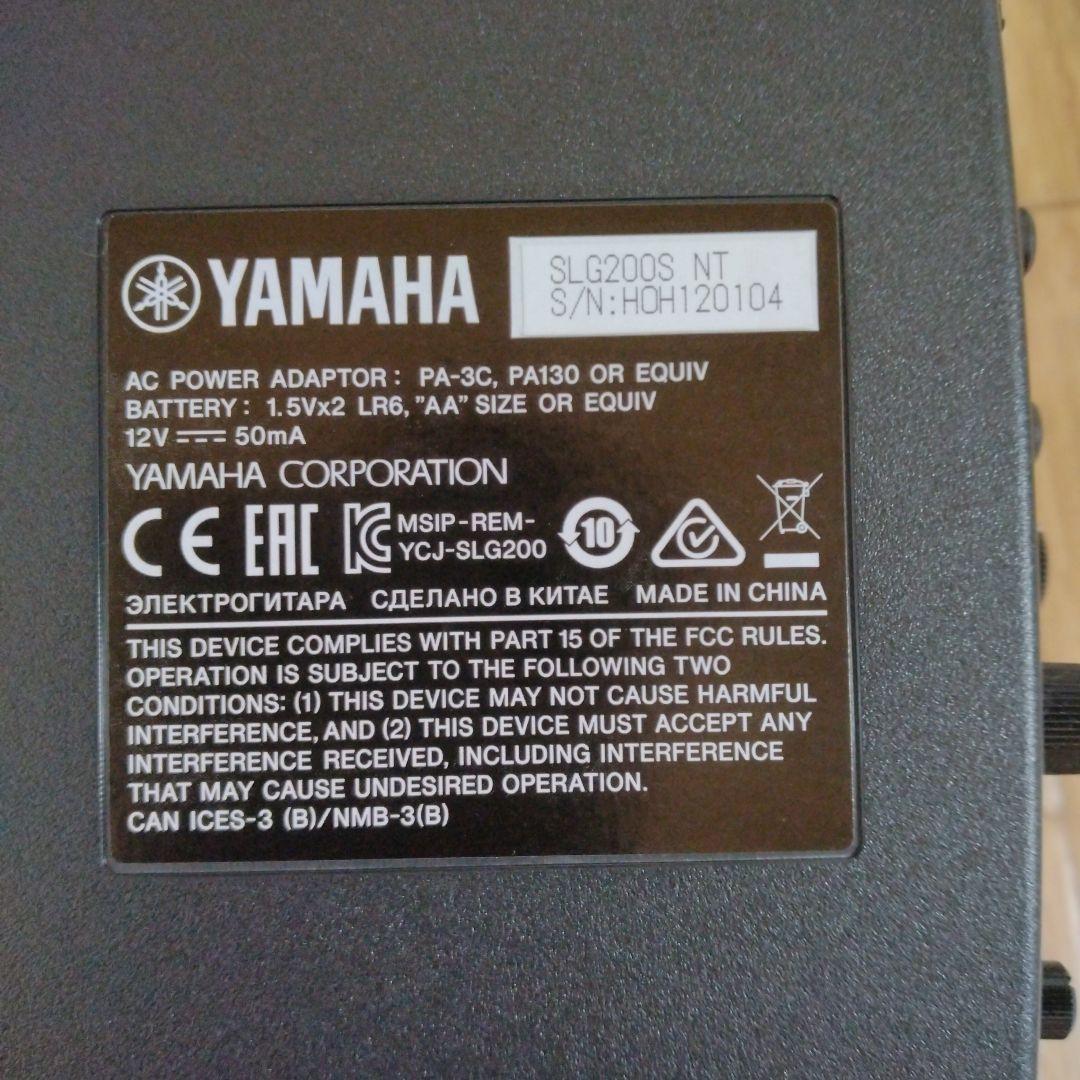 YAMAHA
SLG200S NT
S/N:HOH120104
AC POWER ADAPTOR: PA-3C, PA130 OR EQUIV
BATTERY: 1.5Vx2 LR6,"AA" SIZE OR EQUIV
12V ⎓ 50mA
YAMAHA CORPORATION
CE EAC KC MSIP-REM-
YCJ-SLG200
10
ЭЛЕКТРОГИТАРА СДЕЛАНО В КИТАЕ MADE IN CHINA
THIS DEVICE COMPLIES WITH PART 15 OF THE FCC RULES.
OPERATION IS SUBJECT TO THE FOLLOWING TWO
CONDITIONS: (1) THIS DEVICE MAY NOT CAUSE HARMFUL
INTERFERENCE, AND (2) THIS DEVICE MUST ACCEPT ANY
INTERFERENCE RECEIVED, INCLUDING INTERFERENCE
THAT MAY CAUSE UNDESIRED OPERATION.
CAN ICES-3 (B)/NMB-3(B)